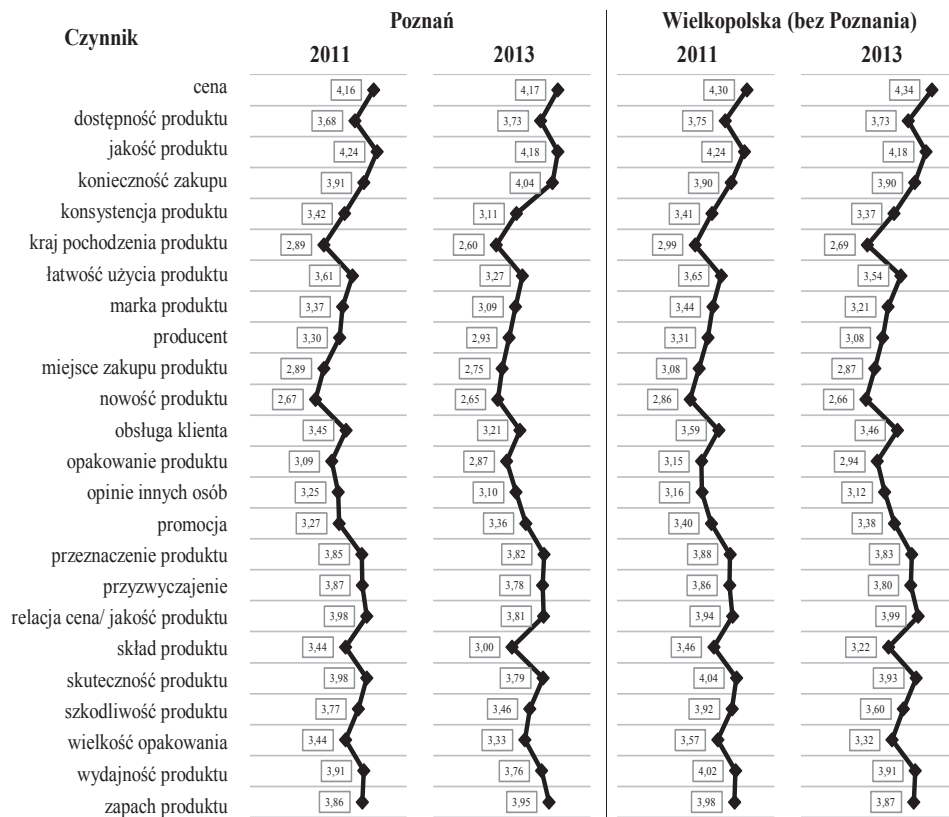 Czynnik Poznań Wielkopolska (bez Poznania)
2011 2013 2011 2013
cena 4,16 4,17 4,30 4,34
dostępność produktu 3,68 3,73 3,75 3,73
jakość produktu 4,24 4,18 4,24 4,18
konieczność zakupu 3,91 4,04 3,90 3,90
konsystencja produktu 3,42 3,11 3,41 3,37
kraj pochodzenia produktu 2,89 2,60 2,99 2,69
łatwość użycia produktu 3,61 3,27 3,65 3,54
marka produktu 3,37 3,09 3,44 3,21
producent 3,30 2,93 3,31 3,08
miejsce zakupu produktu 2,89 2,75 3,08 2,87
nowość produktu 2,67 2,65 2,86 2,66
obsługa klienta 3,45 3,21 3,59 3,46
opakowanie produktu 3,09 2,87 3,15 2,94
opinie innych osób 3,25 3,10 3,16 3,12
promocja 3,27 3,36 3,40 3,38
przeznaczenie produktu 3,85 3,82 3,88 3,83
przyzwyczajenie 3,87 3,78 3,86 3,80
relacja cena/ jakość produktu 3,98 3,81 3,94 3,99
skład produktu 3,44 3,00 3,46 3,22
skuteczność produktu 3,98 3,79 4,04 3,93
szkodliwość produktu 3,77 3,46 3,92 3,60
wielkość opakowania 3,44 3,33 3,57 3,32
wydajność produktu 3,91 3,76 4,02 3,91
zapach produktu 3,86 3,95 3,98 3,87